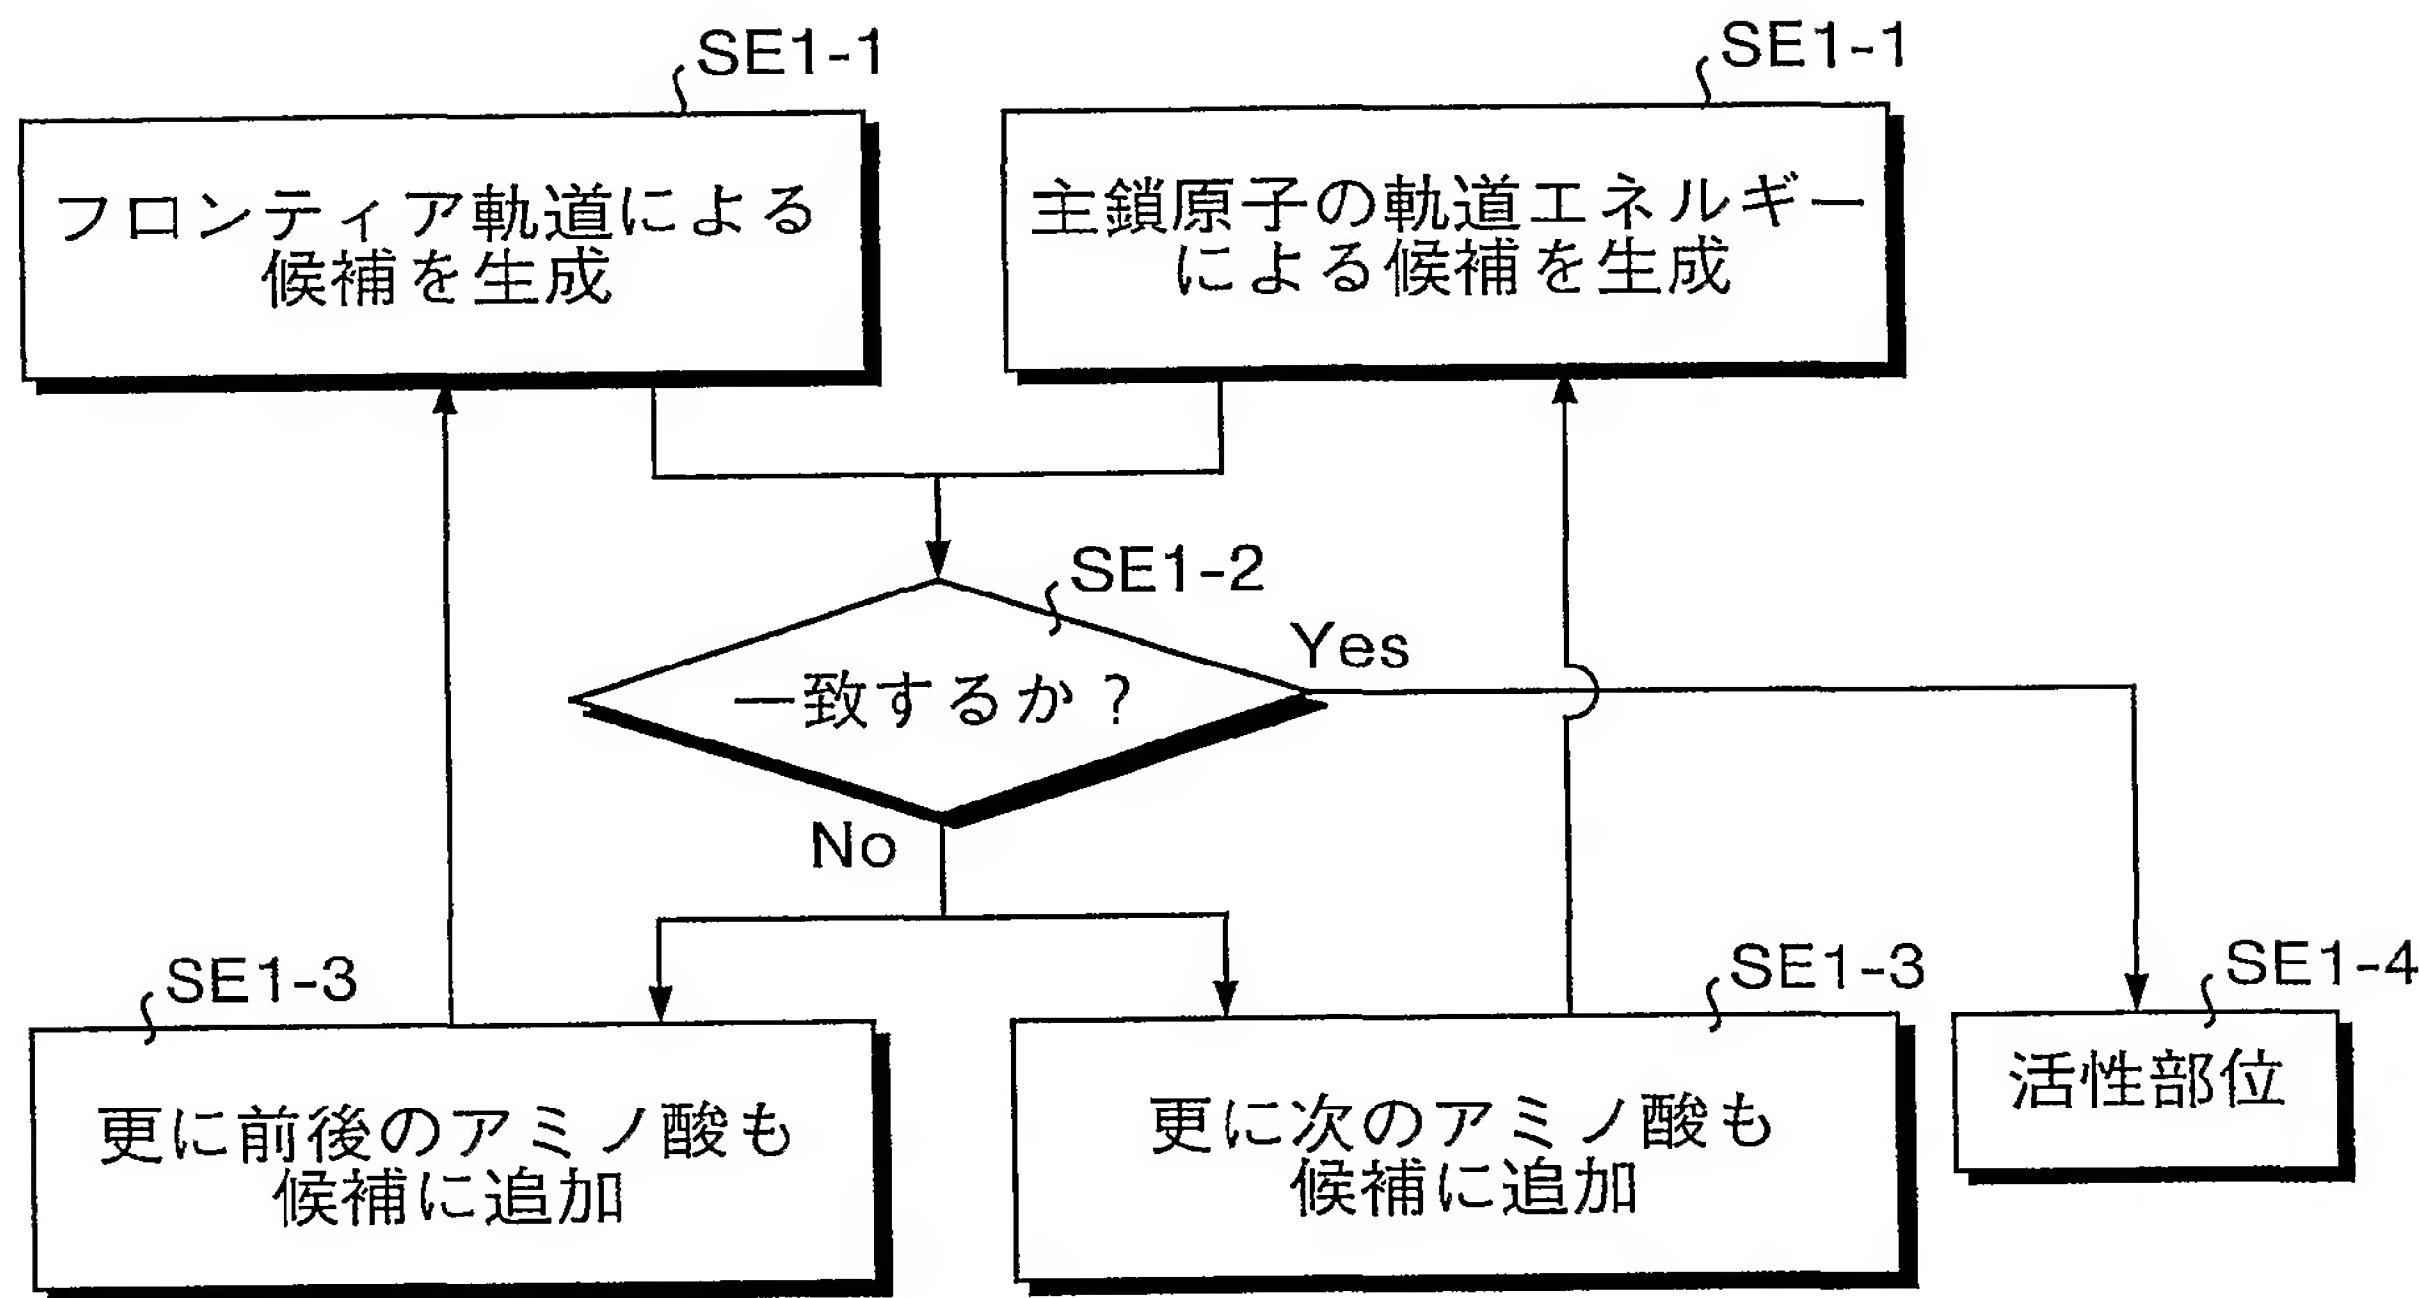 SE1-1
フロンティア軌道による
候補を生成
SE1-1
主鎖原子の軌道エネルギー
による候補を生成
SE1-2
一致するか?
Yes
No
SE1-3
更に前後のアミノ酸も
候補に追加
SE1-3
更に次のアミノ酸も
候補に追加
SE1-4
活性部位